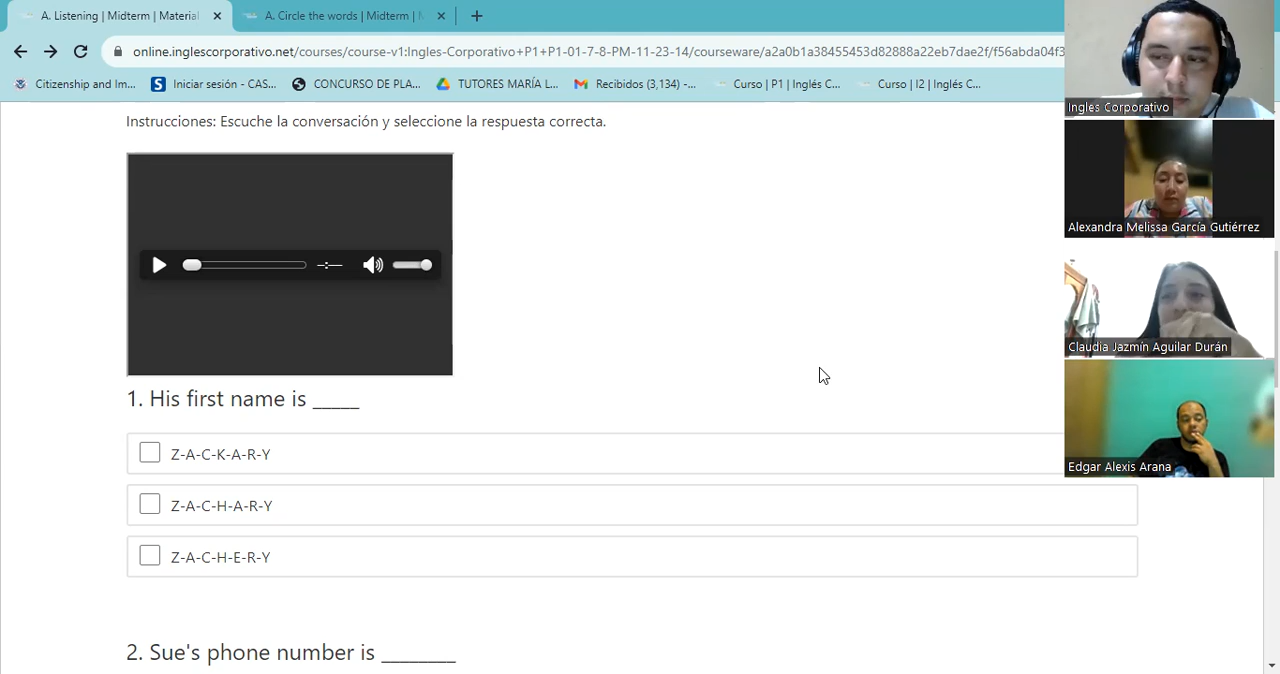 A. Listening | Midterm | Material
A. Circle the words | Midterm |
online.inglescorporativo.net/courses/course-v1:Ingles-Corporativo+P1+P1-01-7-8-PM-11-23-14/courseware/a2a0b1a38455453d82888a22eb7dae2f/f56abda04f3
Citizenship and Im...
Iniciar sesión - CAS...
CONCURSO DE PLA...
TUTORES MARÍA L...
Recibidos (3,134) -...
Curso | P1 | Inglés C...
Curso | I2 | Inglés C...
Instrucciones: Escuche la conversación y seleccione la respuesta correcta.
1. His first name is _____
Z-A-C-K-A-R-Y
Z-A-C-H-A-R-Y
Z-A-C-H-E-R-Y
2. Sue's phone number is ________
Ingles Corporativo
Alexandra Melissa García Gutiérrez
Claudia Jazmín Aguilar Durán
Edgar Alexis Arana